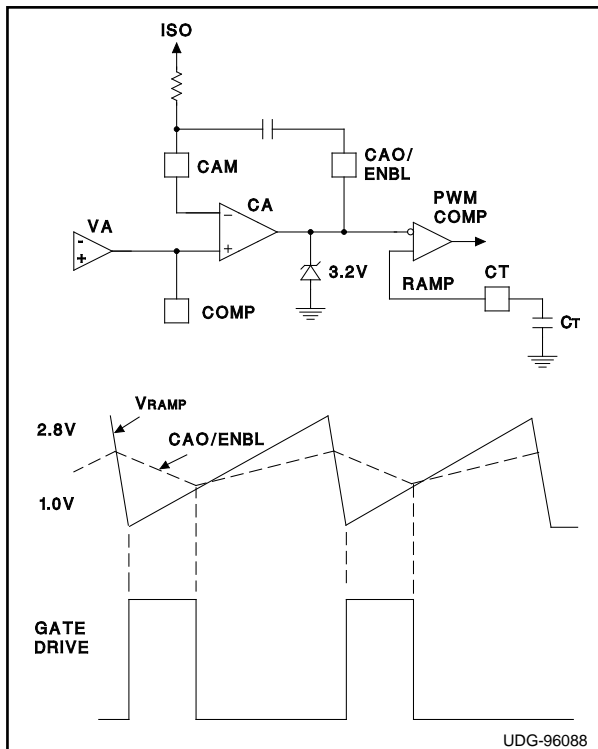 ISO
CAM
CAO/
ENBL
PWM
COMP
VA
-
+
CA
−
+
3.2V
RAMP
CT
COMP
CT
VRAMP
2.8V
CAO/ENBL
1.0V
GATE
DRIVE
UDG-96088